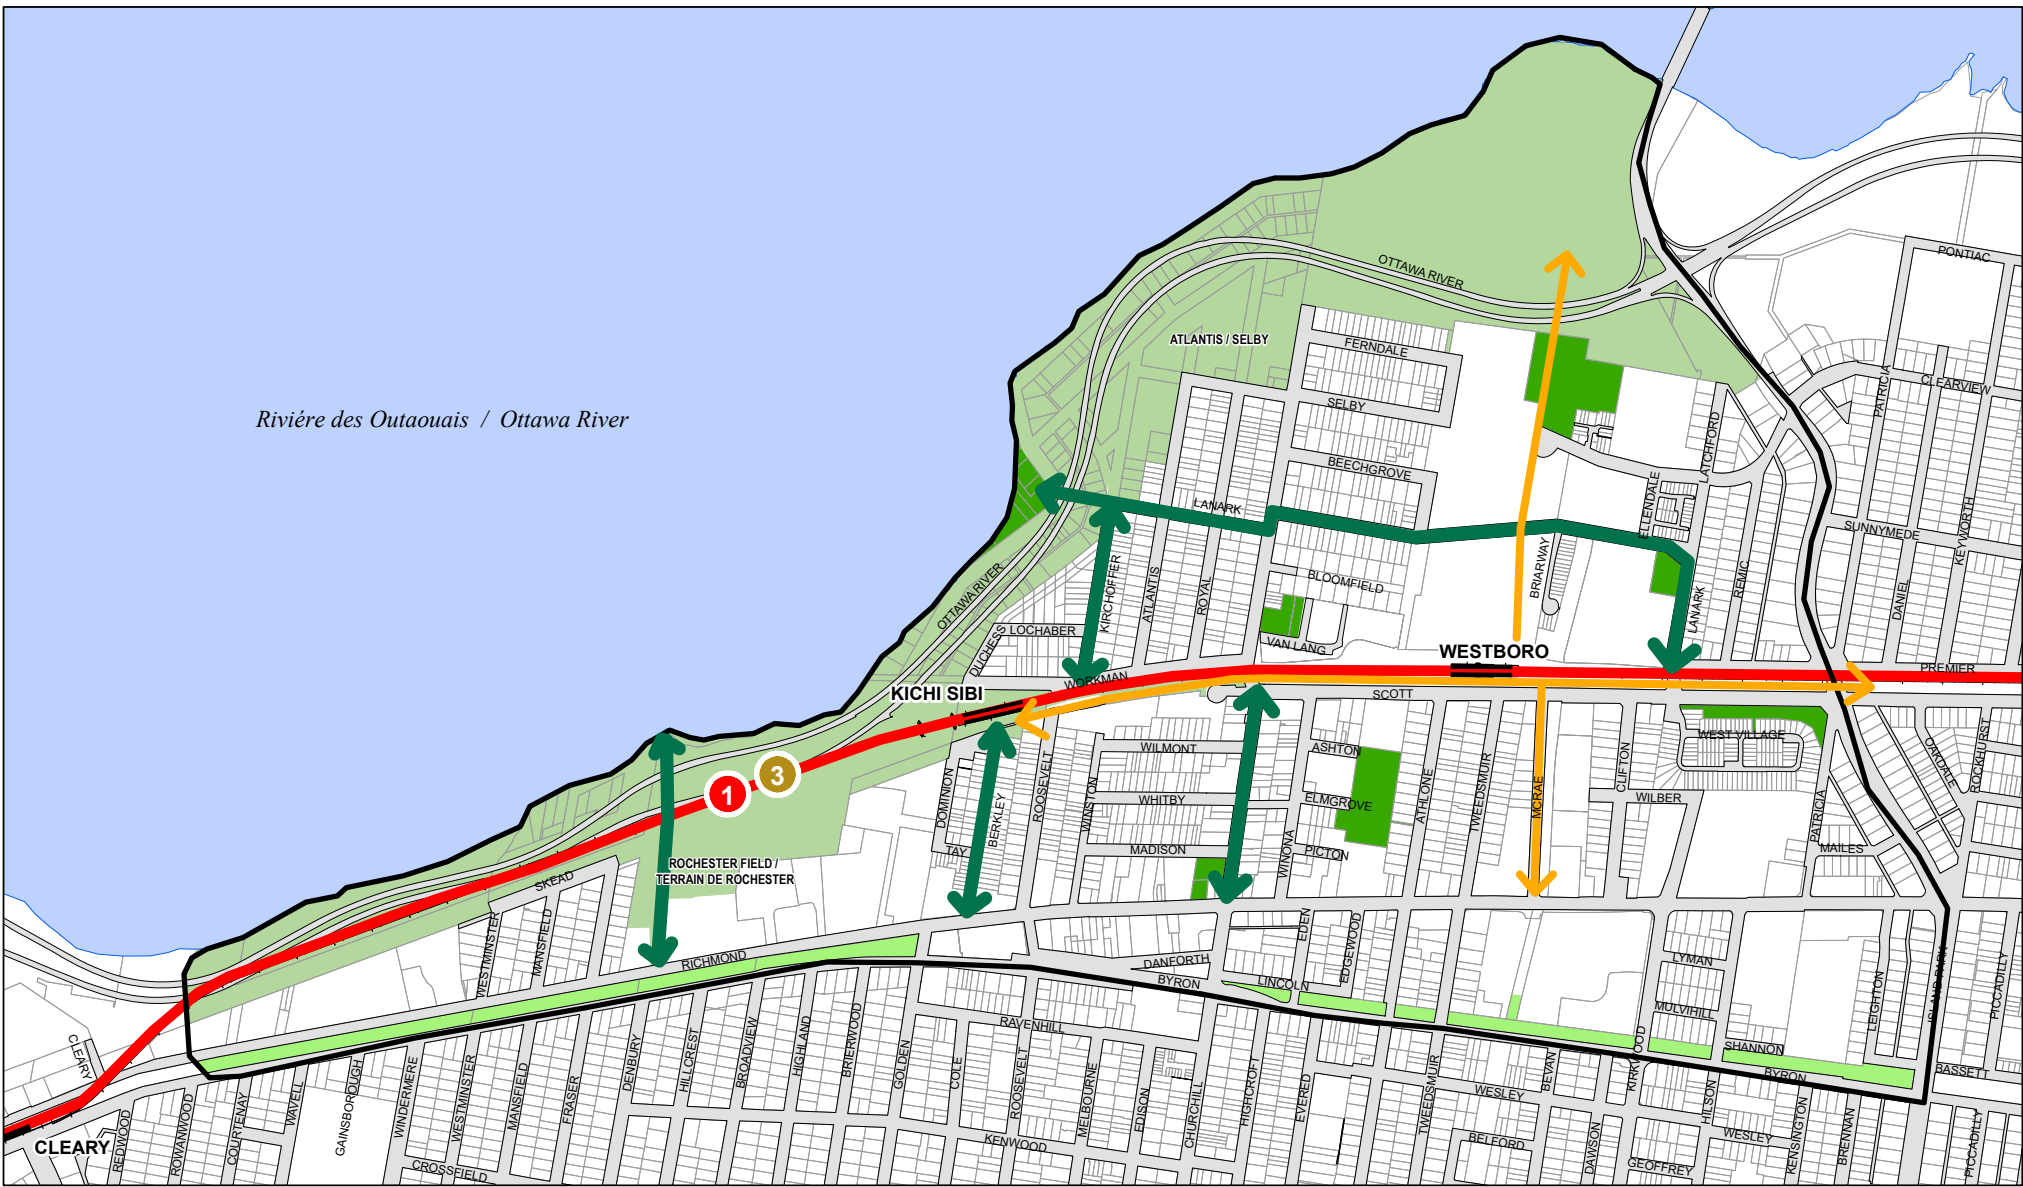 PONTIAC
OTTAWA RIVER
ATLANTIS / SELBY
FERNDALE
CLEARVIEW
PATRICIA
SELBY
Riviére des Outaouais / Ottawa River
LATCHFORD
BEECHGROVE
ELLENDALE
LANARK
SUNNYMEDE
KEYWORTH
BRIARWAY
REMIC
KIRCHOFFER
ATLANTIS
ROYAL
BLOOMFIELD
OTTAWA RIVER
DANIEL
LANARK
LOCHABER
DUCHESS
VAN LANG
WESTBORO
PREMIER
WORKMAN
KICHI SIBI
SCOTT
WEST VILLAGE
OAKDALE
ROCKHURST
WILMONT
ASHTON
ROOSEVELT
CLIFTON
TWEEDSMUIR
ATHLONE
MCRAE
1
3
DOMINION
BERKLEY
WINSTON
WHITBY
ELMGROVE
WILBER
PATRICIA
TAY
MADISON
WINONA
PICTON
MAILES
ROCHESTER FIELD /
TERRAIN DE ROCHESTER
SKEAD
WESTMINSTER
MANSFIELD
RICHMOND
EDEN
EDGEWOOD
DANFORTH
BYRON
LINCOLN
LYMAN
LEIGHTON
ISLAND PARK
PICCADILLY
MULVIHILL
RAVENHILL
SHANNON
BYRON
BASSETT
CLEARY
DENBURY
HILLCREST
BROADVIEW
HIGHLAND
BRIERWOOD
GOLDEN
COLE
ROOSEVELT
MELBOURNE
EDISON
CHURCHILL
HIGHCROFT
EVERED
TWEEDSMUIR
WESLEY
BEVAN
KIRKWOOD
HILSON
WESLEY
KENSINGTON
BRENNAN
PICCADILLY
CLEARY
REDWOOD
ROWANWOOD
COURTENAY
WAVELL
GAINSBOROUGH
WINDERMERE
WESTMINSTER
MANSFIELD
FRASER
KENWOOD
BELFORD
DAWSON
GEOFFREY
CROSSFIELD